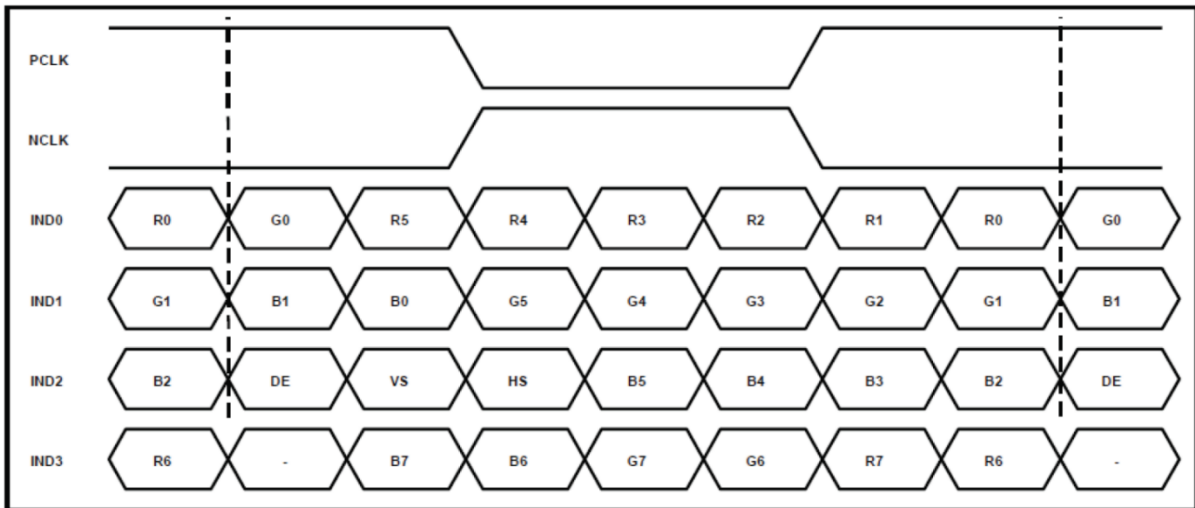 PCLK
NCLK
IND0 R0 G0 R5 R4 R3 R2 R1 R0 G0
IND1 G1 B1 B0 G5 G4 G3 G2 G1 B1
IND2 B2 DE VS HS B5 B4 B3 B2 DE
IND3 R6 - B7 B6 G7 G6 R7 R6 -